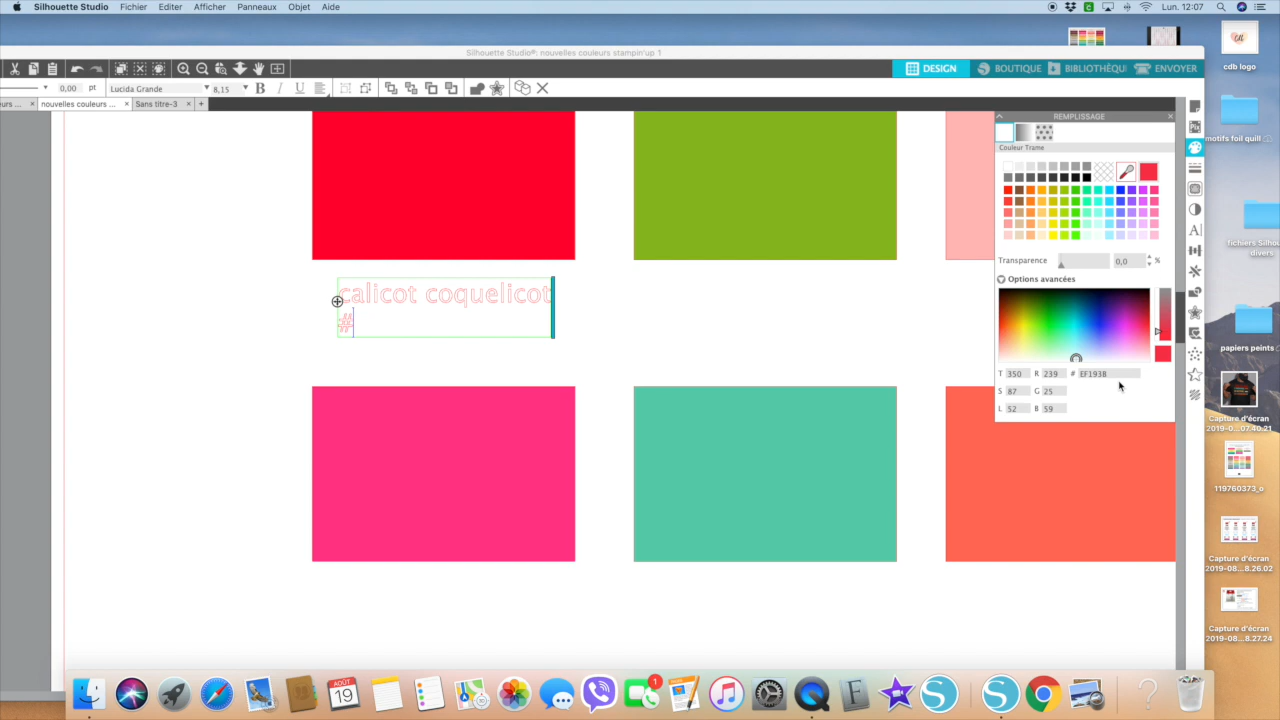 Silhouette Studio Fichier Editer Afficher Panneaux Objet Aide Lun. 12:07
Silhouette Studio®: nouvelles couleurs stampin'up 1
DESIGN BOUTIQUE BIBLIOTHÈQU ENVOYER
0,00 pt Lucida Grande 8,15 B I U
eurs ... × nouvelles couleurs ... × Sans titre-3 × +
REMPLISSAGE
Couleur Trame
Transparence 0,0 %
Options avancées
T 350 R 239 # EF193B
S 87 G 25
L 52 B 59
calicot coquelicot
#
cdb logo
motifs foil quill
fichiers Silhou
divers
papiers peints
Capture d'écran
2019-0...07.40.21
119760373_o
Capture d'écran
2019-08...8.26.02
Capture d'écran
2019-08...8.27.24
AOÛT
19
1